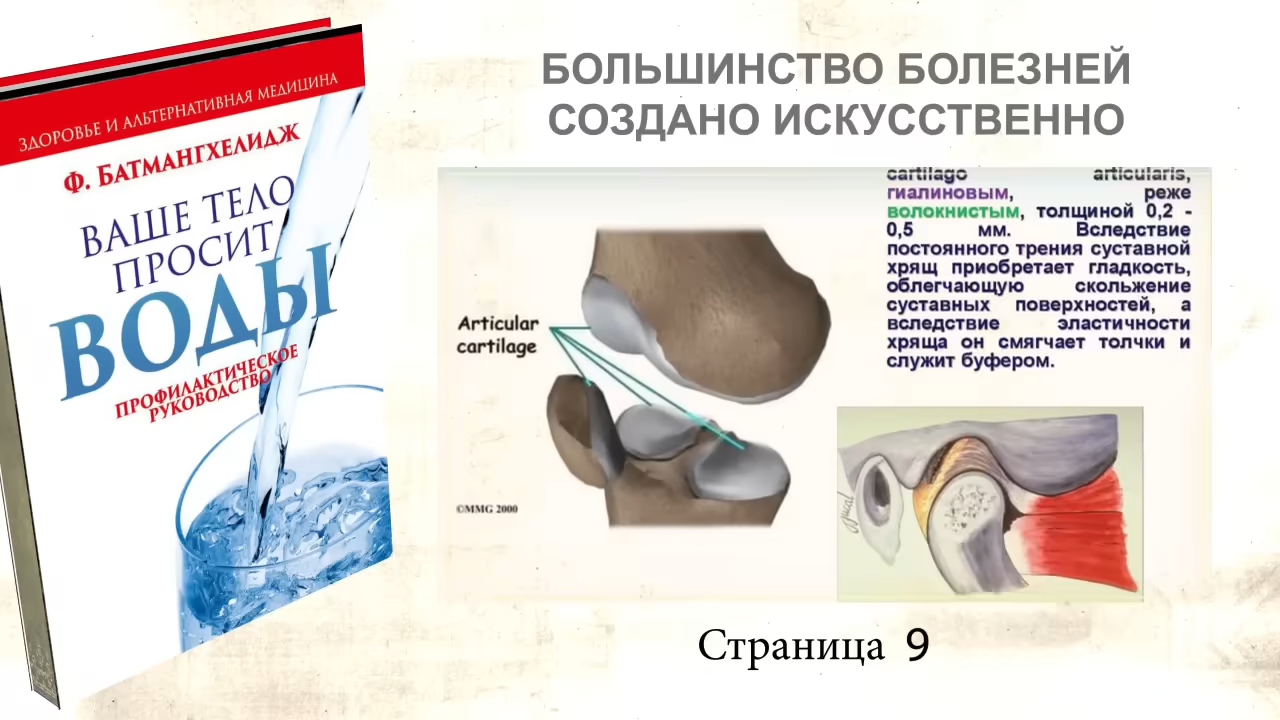 ЗДОРОВЬЕ И АЛЬТЕРНАТИВНАЯ МЕДИЦИНА
Ф. БАТМАНГХЕЛИДЖ
ВАШЕ ТЕЛО
ПРОСИТ
ВОДЫ
ПРОФИЛАКТИЧЕСКОЕ
РУКОВОДСТВО
БОЛЬШИНСТВО БОЛЕЗНЕЙ
СОЗДАНО ИСКУССТВЕННО
cartilago articularis,
гиалиновым, реже
волокнистым, толщиной 0,2 -
0,5 мм. Вследствие
постоянного трения суставной
хрящ приобретает гладкость,
облегчающую скольжение
суставных поверхностей, а
вследствие эластичности
хряща он смягчает толчки и
служит буфером.
Articular
cartilage
©MMG 2000
Страница 9